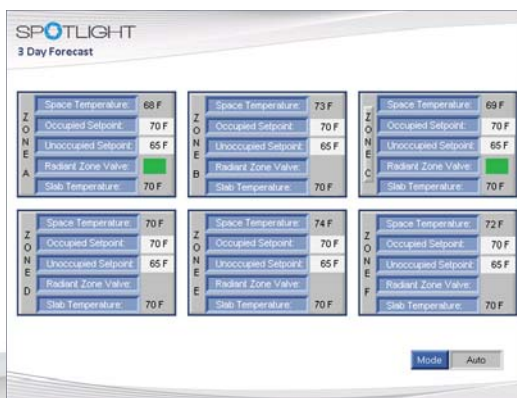 SPOTLIGHT
3 Day Forecast
ZONE A
Space Temperature: 68 F
Occupied Setpoint: 70 F
Unoccupied Setpoint: 65 F
Radiant Zone Valve:
Slab Temperature: 70 F
ZONE B
Space Temperature: 73 F
Occupied Setpoint: 70 F
Unoccupied Setpoint: 65 F
Radiant Zone Valve:
Slab Temperature: 70 F
ZONE C
Space Temperature: 69 F
Occupied Setpoint: 70 F
Unoccupied Setpoint: 65 F
Radiant Zone Valve:
Slab Temperature: 70 F
ZONE D
Space Temperature: 70 F
Occupied Setpoint: 70 F
Unoccupied Setpoint: 65 F
Radiant Zone Valve:
Slab Temperature: 70 F
ZONE E
Space Temperature: 74 F
Occupied Setpoint: 70 F
Unoccupied Setpoint: 65 F
Radiant Zone Valve:
Slab Temperature: 70 F
ZONE F
Space Temperature: 72 F
Occupied Setpoint: 70 F
Unoccupied Setpoint: 65 F
Radiant Zone Valve:
Slab Temperature: 70 F
Mode Auto